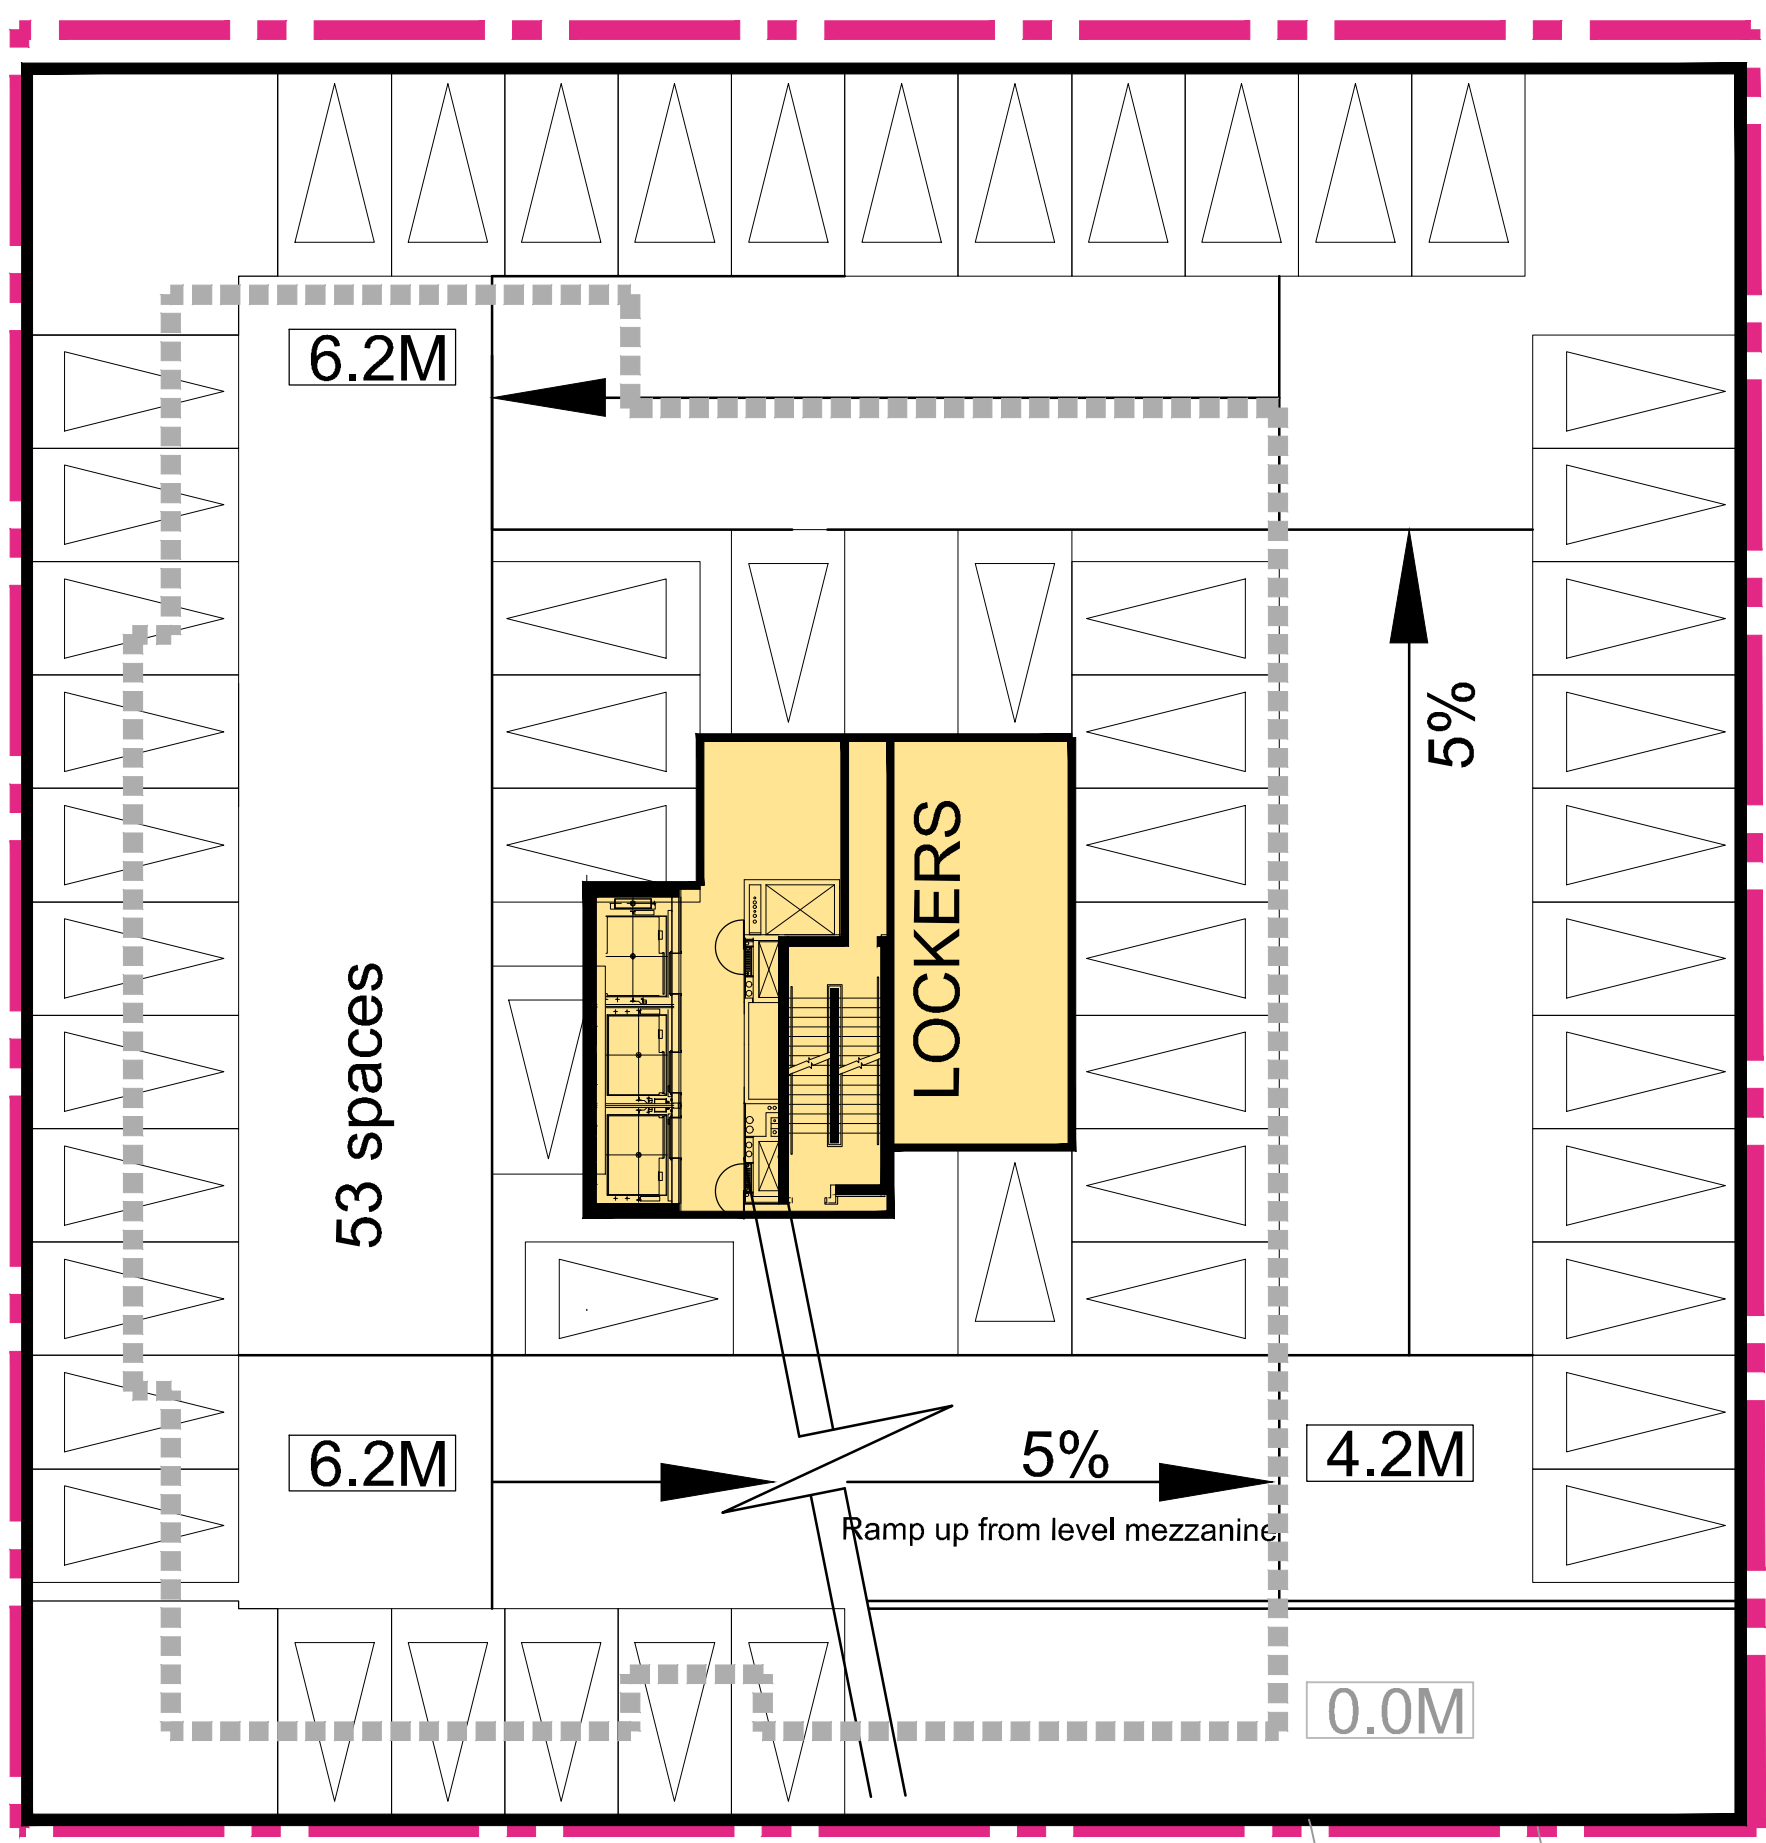 6.2M
5%
LOCKERS
53 spaces
6.2M
5%
4.2M
Ramp up from level mezzanine
0.0M